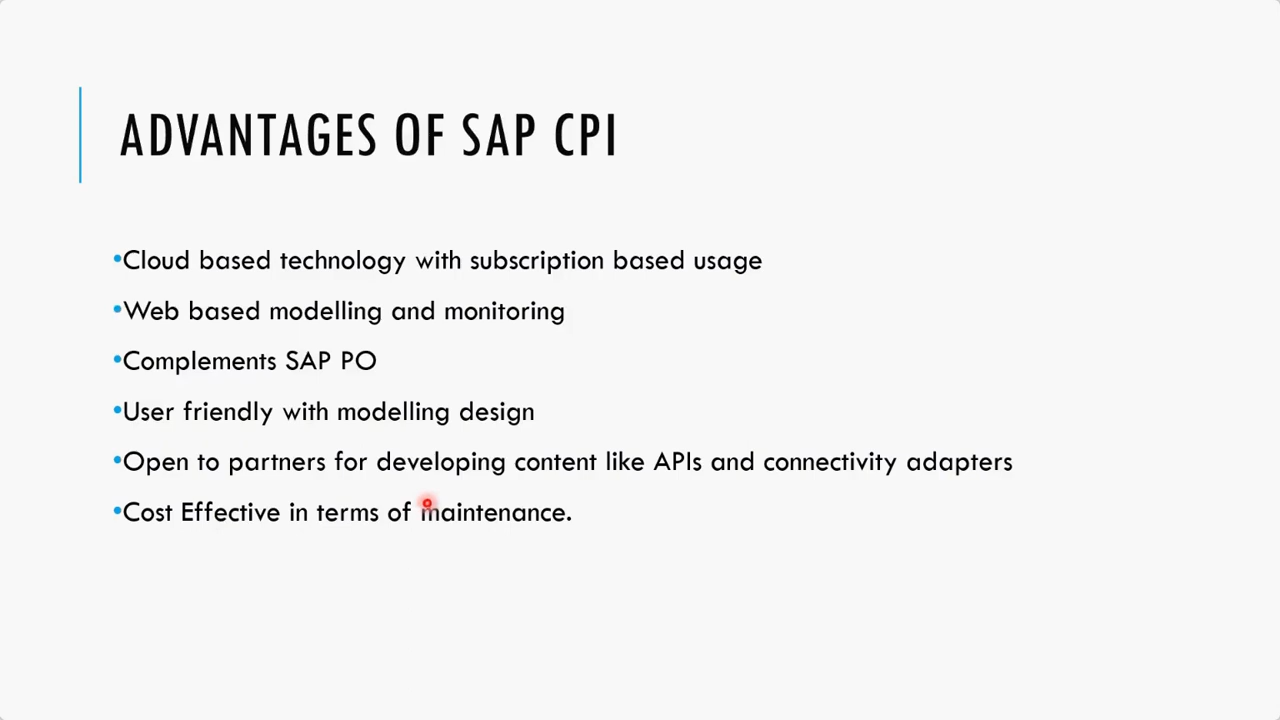 ADVANTAGES OF SAP CPI
•Cloud based technology with subscription based usage
•Web based modelling and monitoring
•Complements SAP PO
•User friendly with modelling design
•Open to partners for developing content like APIs and connectivity adapters
•Cost Effective in terms of maintenance.